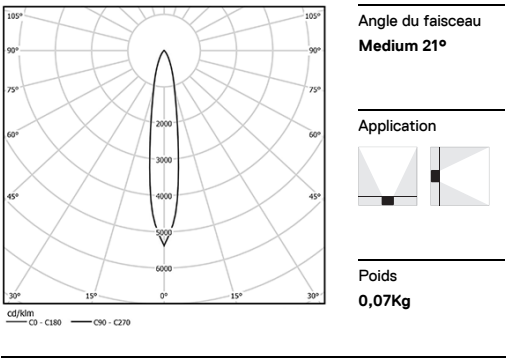 105° 105°
90° 90°
75° 75°
60° 60°
45° 45°
2000
3000
4000
5000
6000
30° 15° 0° 15° 30°
cd/klm
C0 - C180 C90 - C270
Angle du faisceau
Medium 21°
Application
Poids
0,07Kg